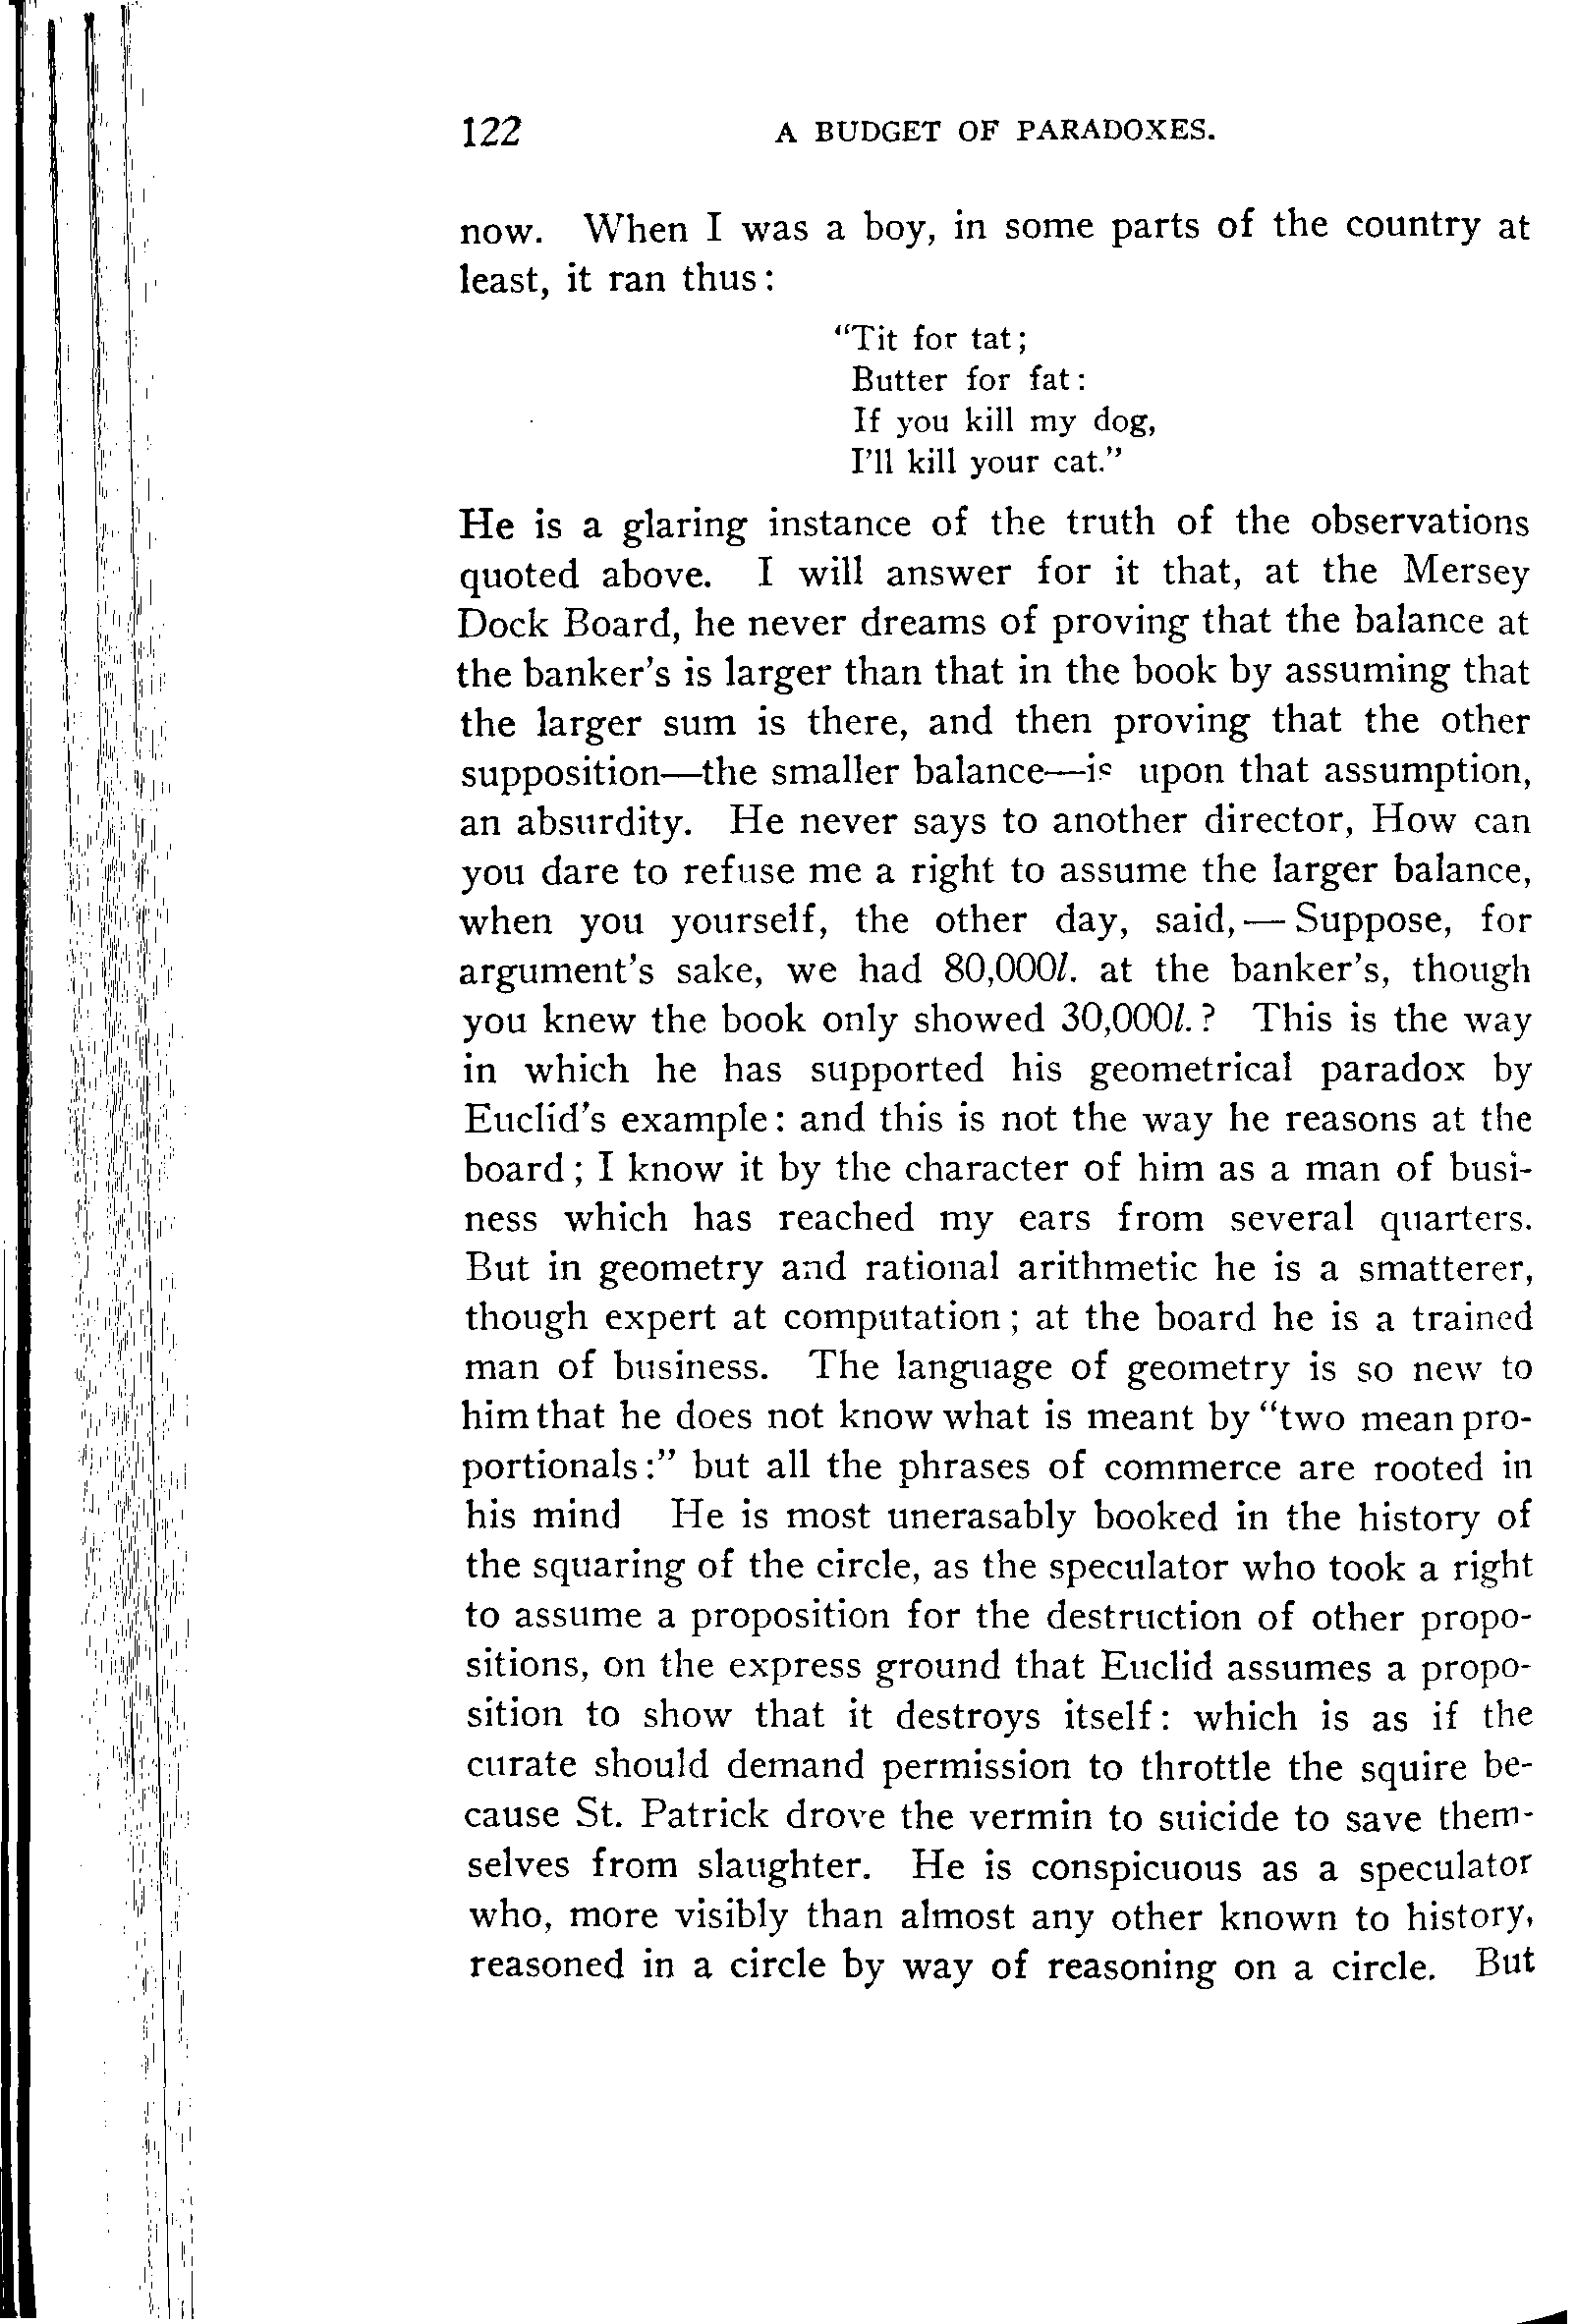 122 A BUDGET OF PARADOXES.
now. When I was a boy, in some parts of the country at
least, it ran thus:
“Tit for tat;
Butter for fat:
If you kill my dog,
I’ll kill your cat.”
He is a glaring instance of the truth of the observations
quoted above. I will answer for it that, at the Mersey
Dock Board, he never dreams of proving that the balance at
the banker’s is larger than that in the book by assuming that
the larger sum is there, and then proving that the other
supposition—the smaller balance—is upon that assumption,
an absurdity. He never says to another director, How can
you dare to refuse me a right to assume the larger balance,
when you yourself, the other day, said,—Suppose, for
argument’s sake, we had 80,000l. at the banker’s, though
you knew the book only showed 30,000l.? This is the way
in which he has supported his geometrical paradox by
Euclid’s example: and this is not the way he reasons at the
board; I know it by the character of him as a man of busi-
ness which has reached my ears from several quarters.
But in geometry and rational arithmetic he is a smatterer,
though expert at computation; at the board he is a trained
man of business. The language of geometry is so new to
him that he does not know what is meant by “two mean pro-
portionals:” but all the phrases of commerce are rooted in
his mind He is most unerasably booked in the history of
the squaring of the circle, as the speculator who took a right
to assume a proposition for the destruction of other propo-
sitions, on the express ground that Euclid assumes a propo-
sition to show that it destroys itself: which is as if the
curate should demand permission to throttle the squire be-
cause St. Patrick drove the vermin to suicide to save them-
selves from slaughter. He is conspicuous as a speculator
who, more visibly than almost any other known to history,
reasoned in a circle by way of reasoning on a circle. But